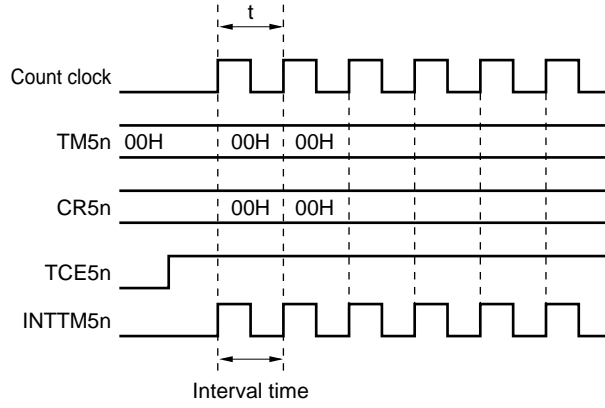 t
Count clock
TM5n 00H 00H 00H
CR5n 00H 00H
TCE5n
INTTM5n
Interval time